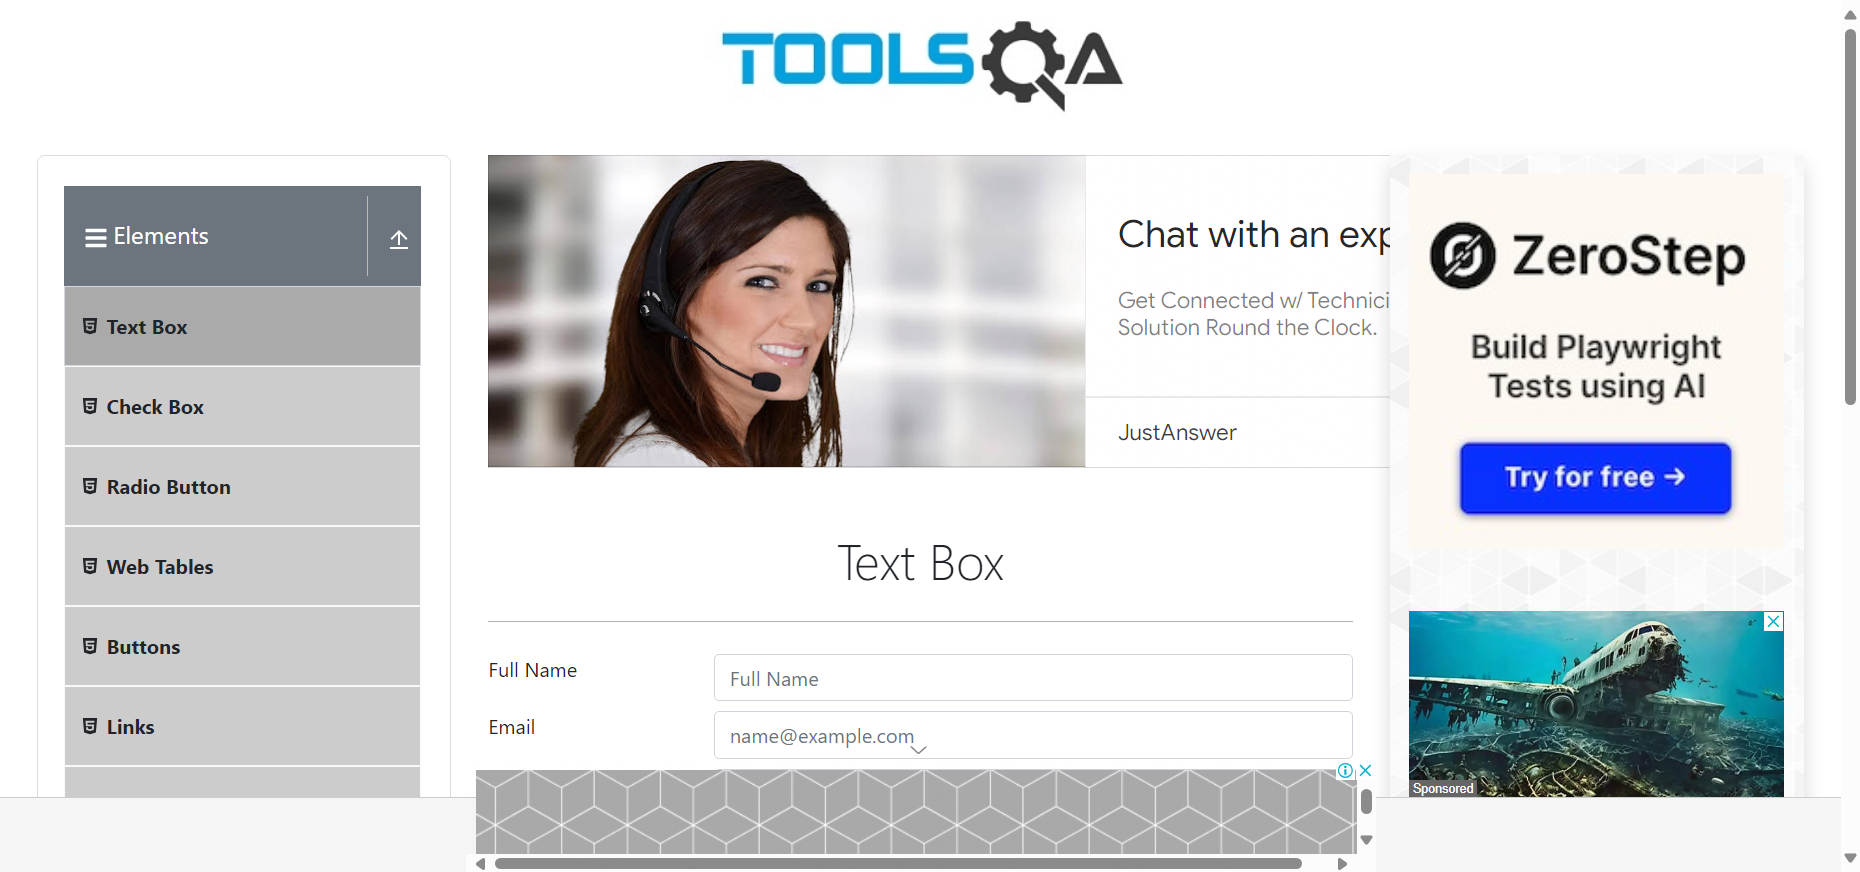 TOOLSQA
Elements
Text Box
Check Box
Radio Button
Web Tables
Buttons
Links
Chat with an exp
Get Connected w/ Technici
Solution Round the Clock.
JustAnswer
Text Box
Full Name
Full Name
Email
name@example.com
ZeroStep
Build Playwright
Tests using AI
Try for free →
Sponsored